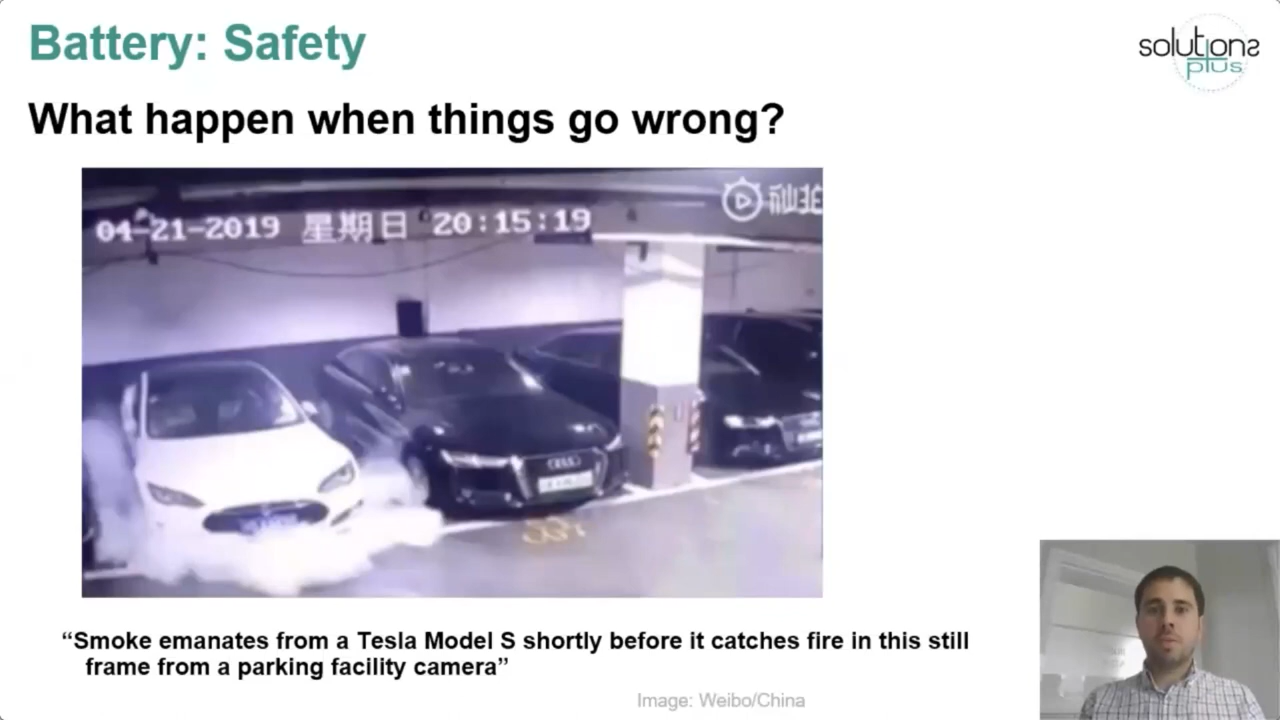 Battery: Safety
solutions
plus
What happen when things go wrong?
04-21-2019 星期日 20:15:19
“Smoke emanates from a Tesla Model S shortly before it catches fire in this still
frame from a parking facility camera”
Image: Weibo/China